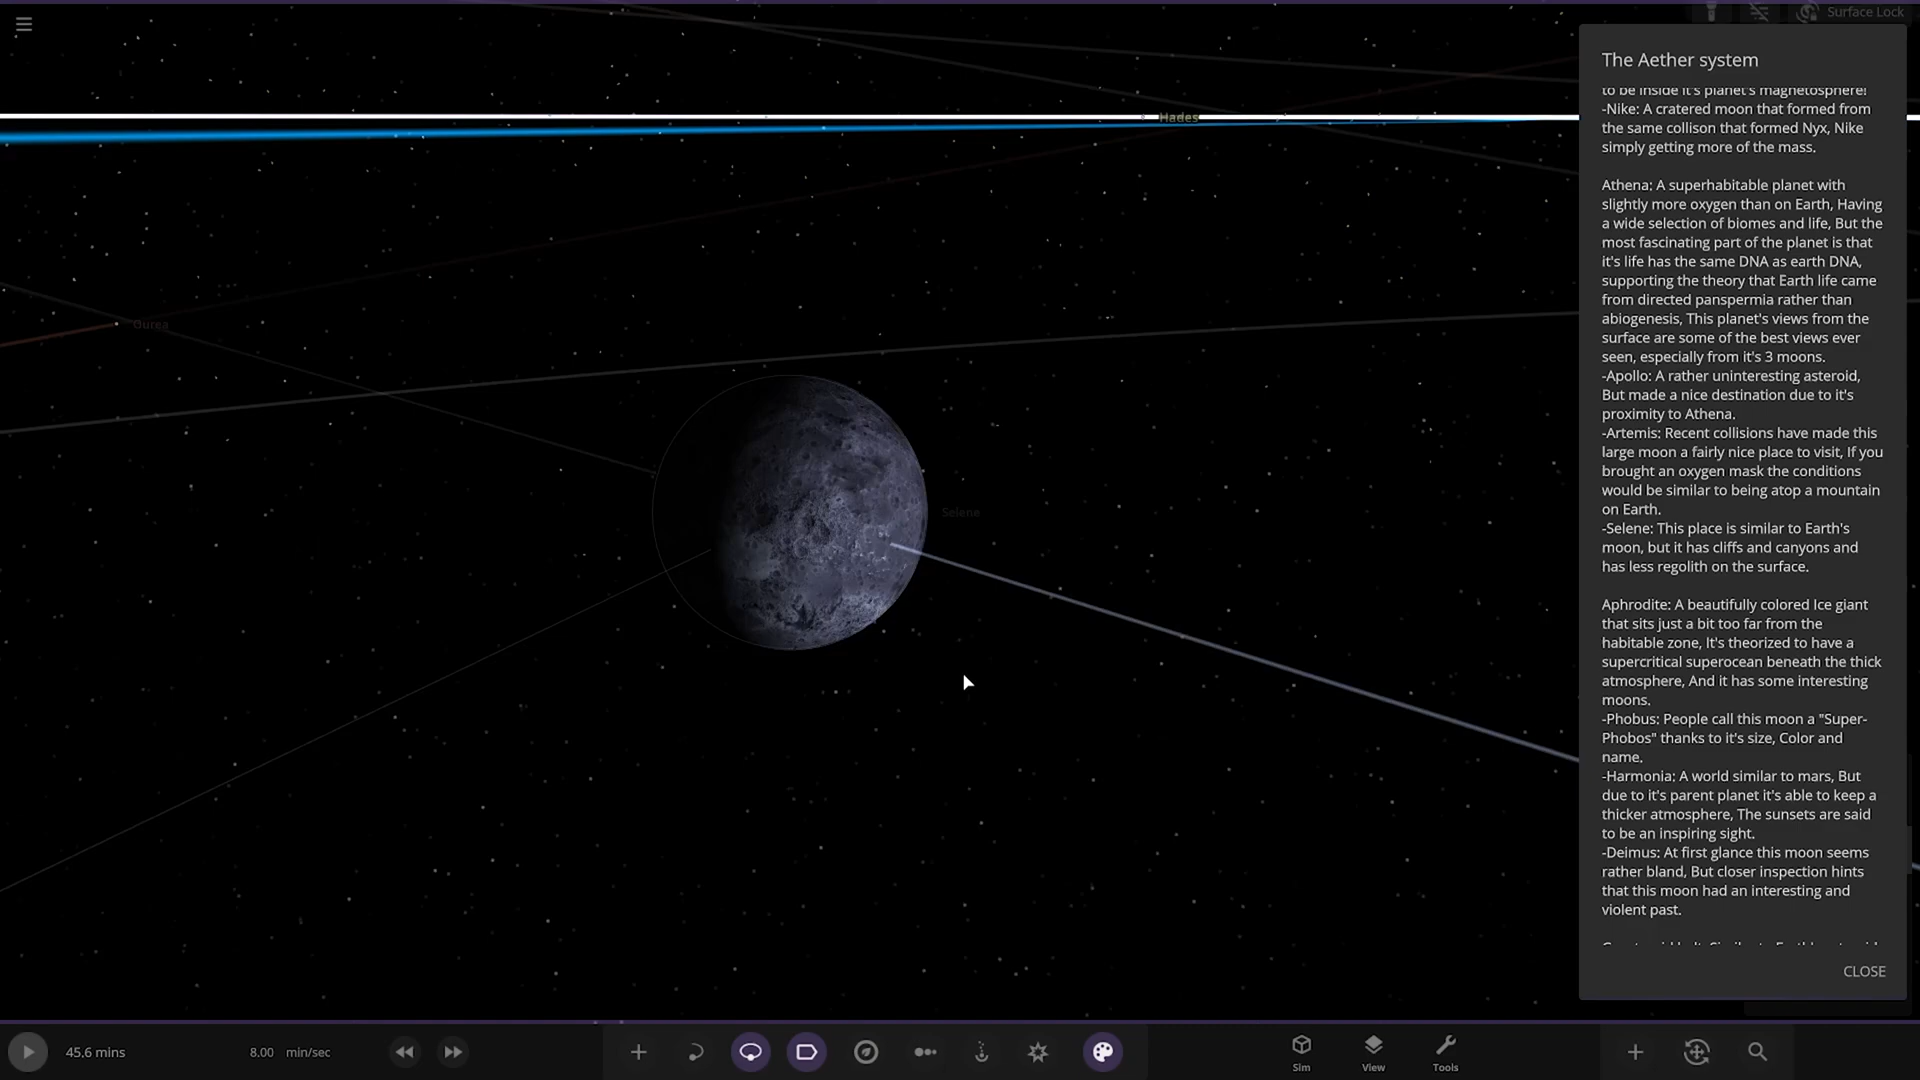 Surface Lock
The Aether system
to be inside it's planet's magnetosphere!
-Nike: A cratered moon that formed from
the same collison that formed Nyx, Nike
simply getting more of the mass.
Athena: A superhabitable planet with
slightly more oxygen than on Earth, Having
a wide selection of biomes and life, But the
most fascinating part of the planet is that
it's life has the same DNA as earth DNA,
supporting the theory that Earth life came
from directed panspermia rather than
abiogenesis, This planet's views from the
surface are some of the best views ever
seen, especially from it's 3 moons.
-Apollo: A rather uninteresting asteroid,
But made a nice destination due to it's
proximity to Athena.
-Artemis: Recent collisions have made this
large moon a fairly nice place to visit, If you
brought an oxygen mask the conditions
would be similar to being atop a mountain
on Earth.
-Selene: This place is similar to Earth's
moon, but it has cliffs and canyons and
has less regolith on the surface.
Aphrodite: A beautifully colored Ice giant
that sits just a bit too far from the
habitable zone, It's theorized to have a
supercritical superocean beneath the thick
atmosphere, And it has some interesting
moons.
-Phobus: People call this moon a "Super-
Phobos" thanks to it's size, Color and
name.
-Harmonia: A world similar to mars, But
due to it's parent planet it's able to keep a
thicker atmosphere, The sunsets are said
to be an inspiring sight.
-Deimus: At first glance this moon seems
rather bland, But closer inspection hints
that this moon had an interesting and
violent past.
CLOSE
Hades
Ourea
Selene
45.6 mins
8.00 min/sec
Sim
View
Tools